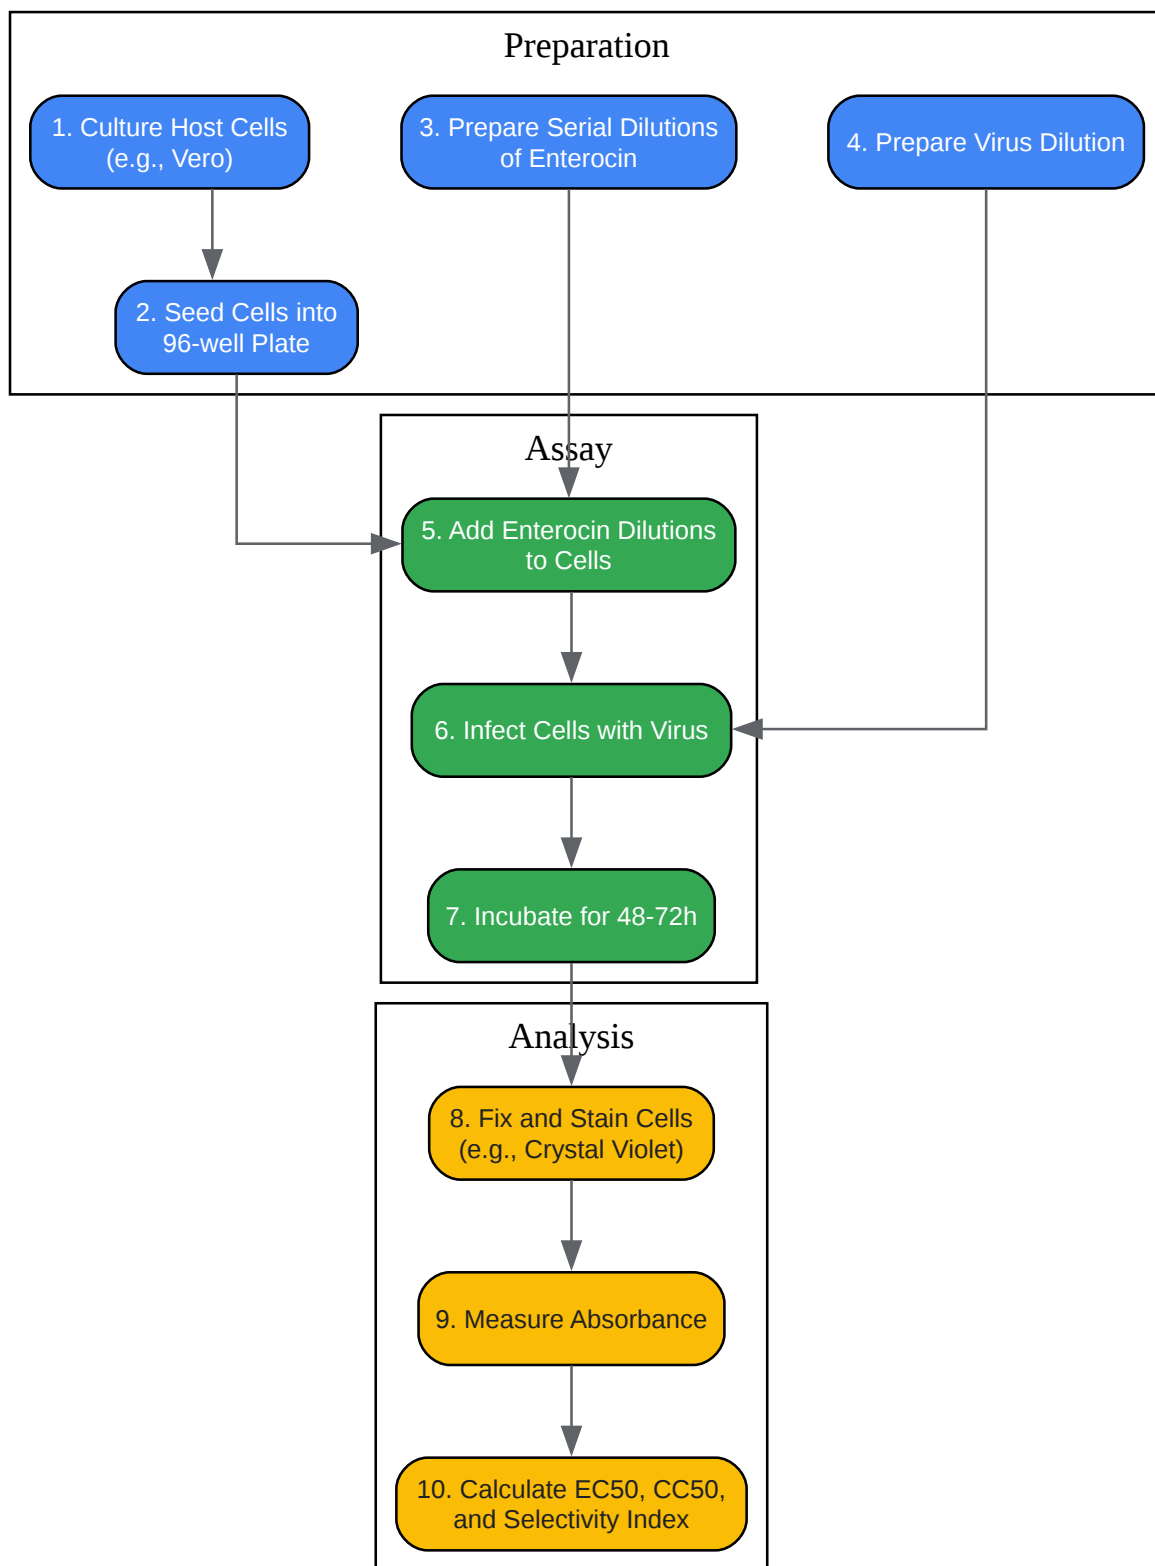 Preparation
1. Culture Host Cells
(e.g., Vero)
3. Prepare Serial Dilutions
of Enterocin
4. Prepare Virus Dilution
2. Seed Cells into
96-well Plate
Assay
5. Add Enterocin Dilutions
to Cells
6. Infect Cells with Virus
7. Incubate for 48-72h
Analysis
8. Fix and Stain Cells
(e.g., Crystal Violet)
9. Measure Absorbance
10. Calculate EC50, CC50,
and Selectivity Index